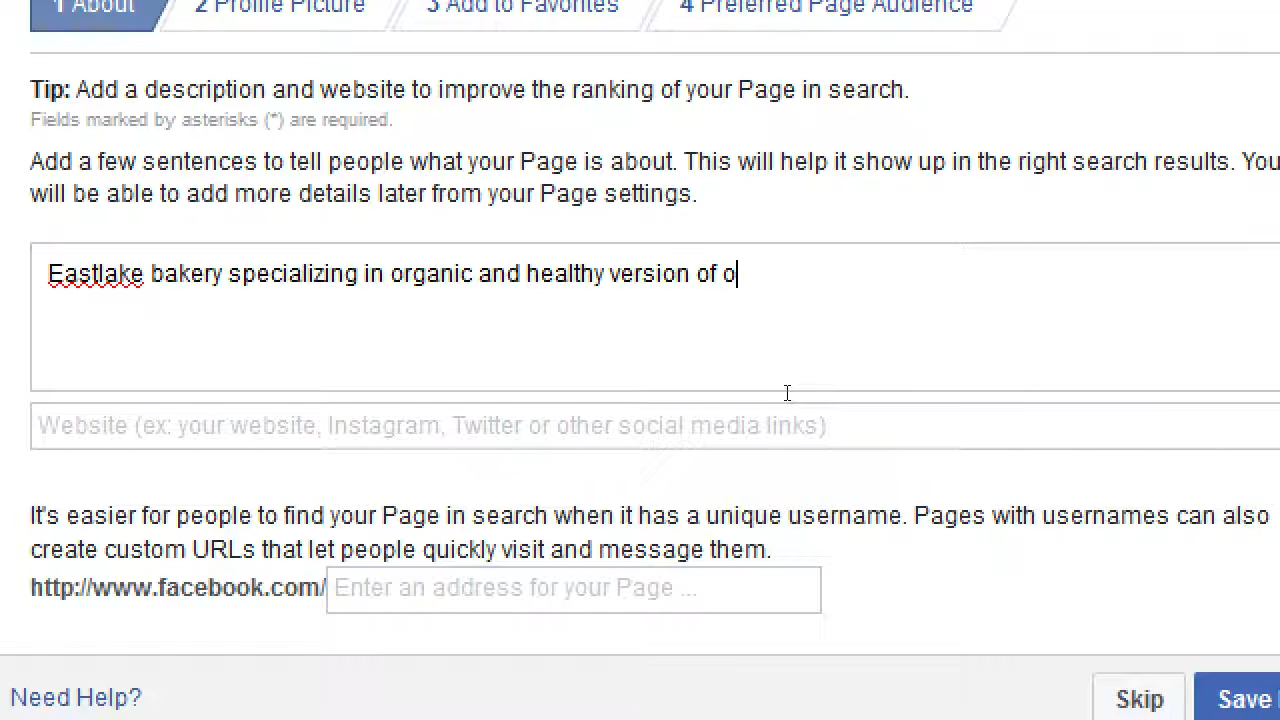 1 About 2 Profile Picture 3 Add to Favorites 4 Preferred Page Audience
Tip: Add a description and website to improve the ranking of your Page in search.
Fields marked by asterisks (*) are required.
Add a few sentences to tell people what your Page is about. This will help it show up in the right search results. You
will be able to add more details later from your Page settings.
Eastlake bakery specializing in organic and healthy version of o
Website (ex: your website, Instagram, Twitter or other social media links)
It's easier for people to find your Page in search when it has a unique username. Pages with usernames can also
create custom URLs that let people quickly visit and message them.
http://www.facebook.com/ Enter an address for your Page ...
Need Help? Skip Save